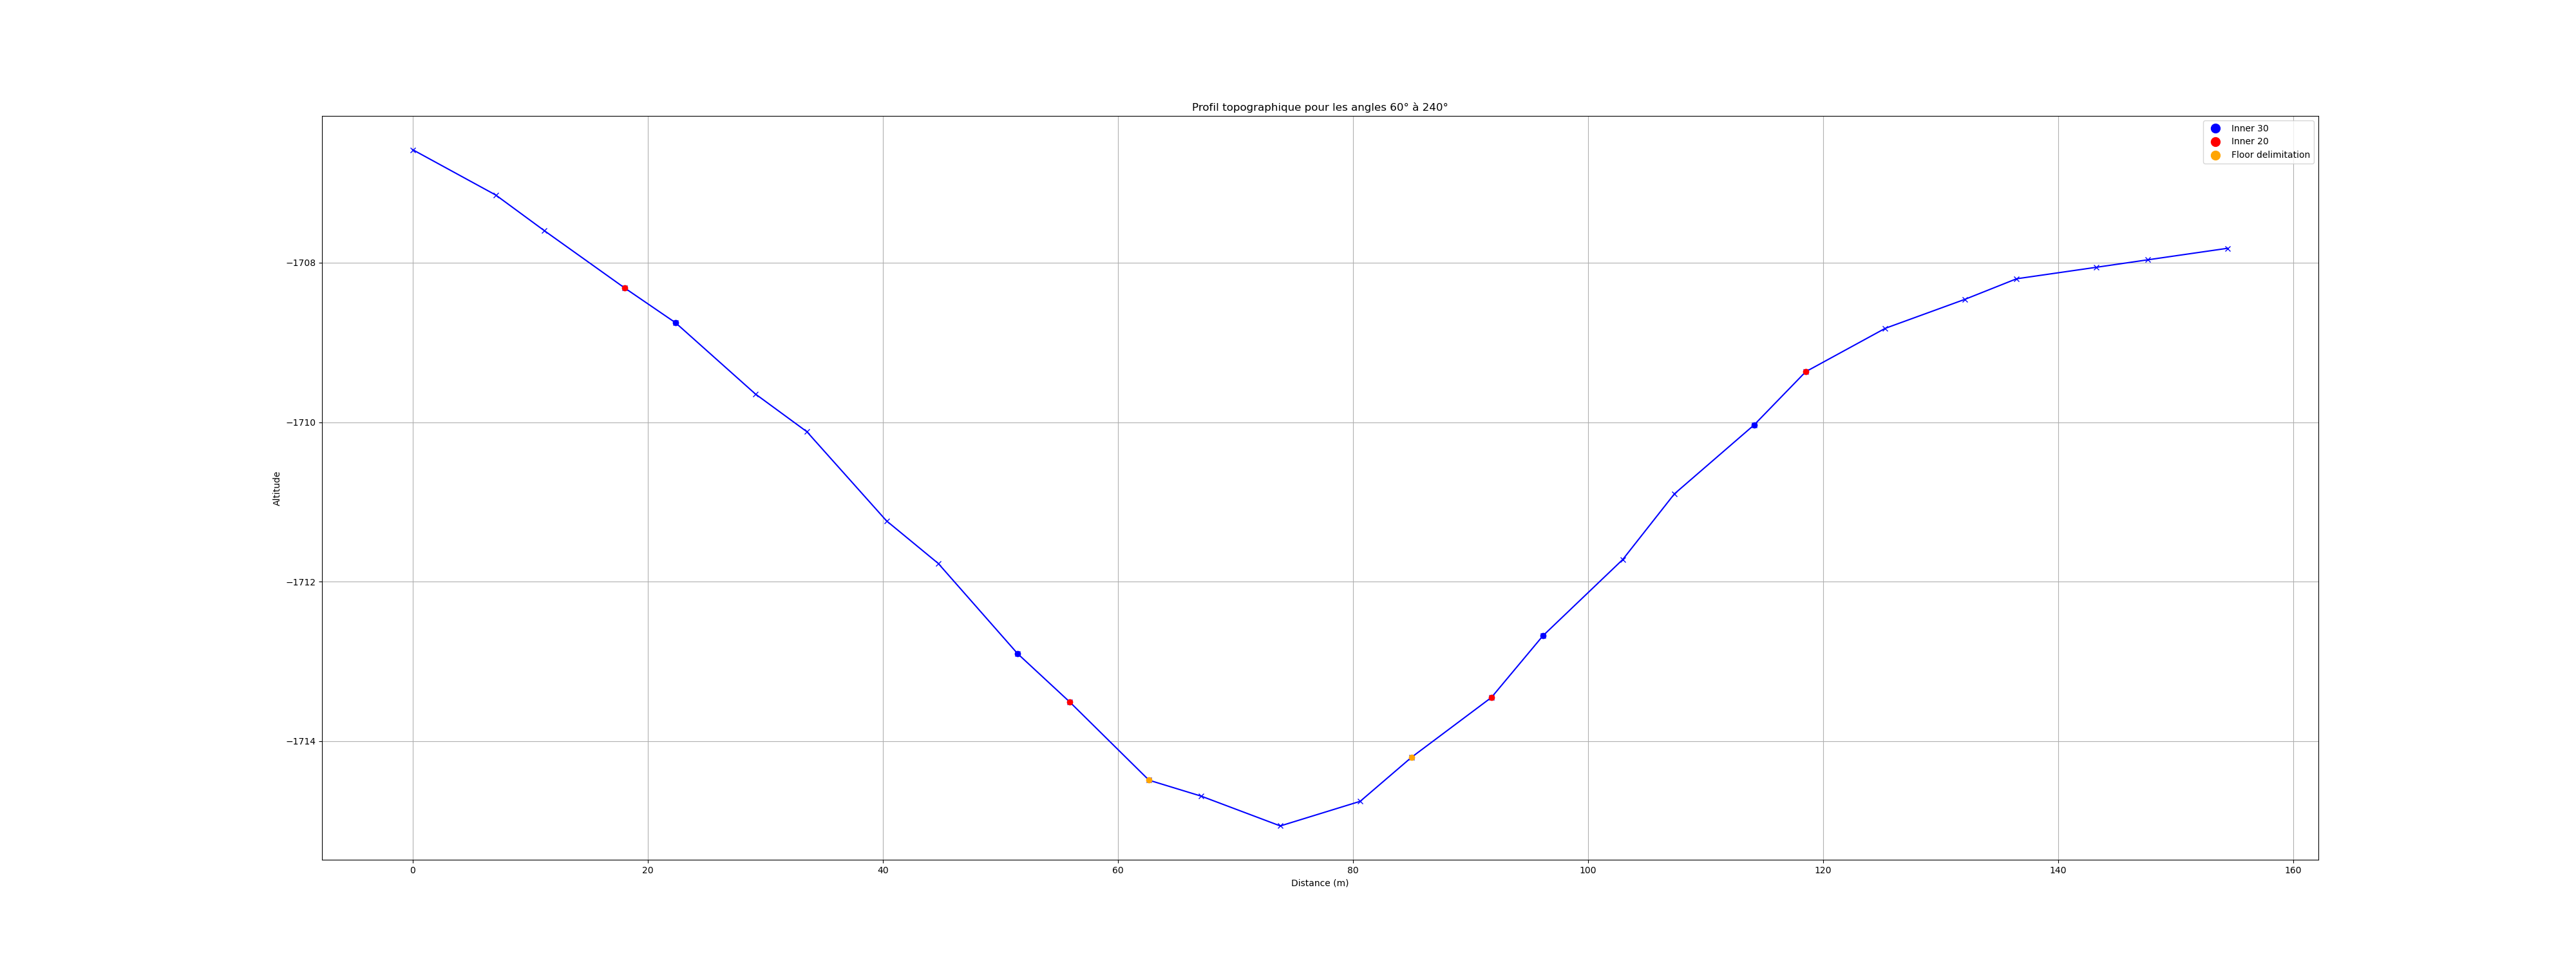 Profil topographique pour les angles 60° à 240°
Inner 30
Inner 20
Floor delimitation
−1708
−1710
−1712
−1714
Altitude
0 20 40 60 80 100 120 140 160
Distance (m)